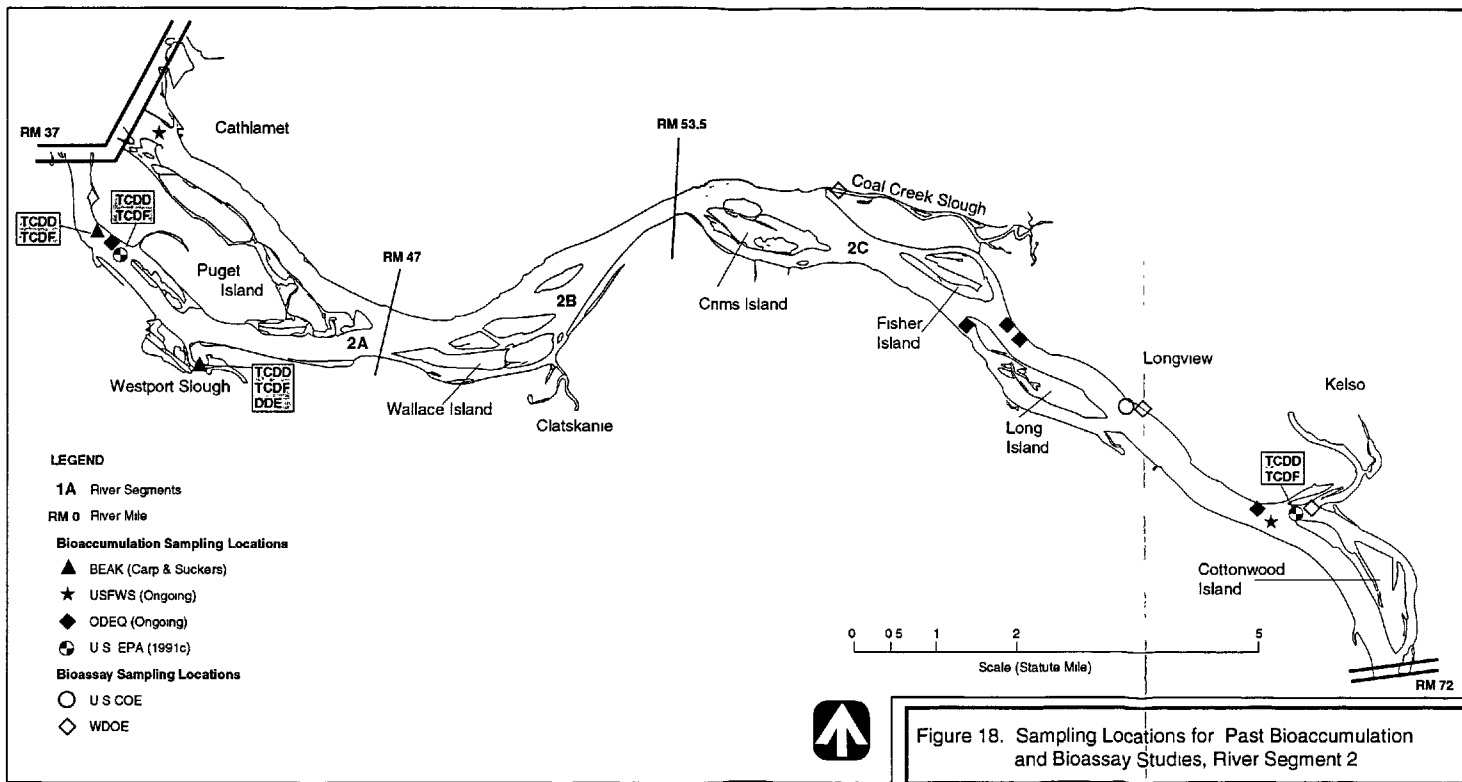 Cathlamet
RM 37
TCDD
TCDF
TCDD
TCDF
Puget
Island
RM 47
RM 53.5
2A
2B
2C
Westport Slough
TCDD
TCDF
DDE
Wallace Island
Clatskanie
Crims Island
Coal Creek Slough
Fisher
Island
Long
Island
Longview
Kelso
TCDD
TCDF
Cottonwood
Island
RM 72
LEGEND
1A River Segments
RM 0 River Mile
Bioaccumulation Sampling Locations
BEAK (Carp & Suckers)
USFWS (Ongoing)
ODEQ (Ongoing)
U S EPA (1991c)
Bioassay Sampling Locations
U S COE
WDOE
0 0 5 1 2 5
Scale (Statute Mile)
Figure 18. Sampling Locations for Past Bioaccumulation
and Bioassay Studies, River Segment 2